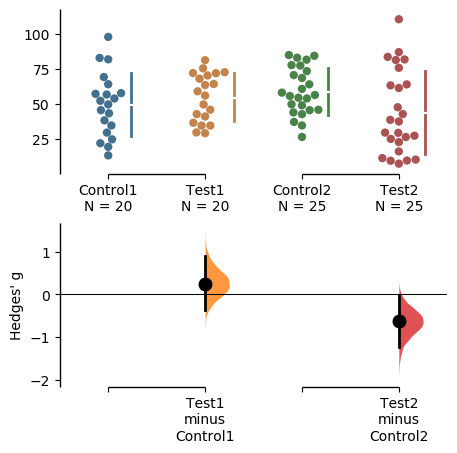 100
75
50
25
Control1 Test1 Control2 Test2
N = 20 N = 20 N = 25 N = 25
Hedges' g
1
0
−1
−2
Test1 Test2
minus minus
Control1 Control2